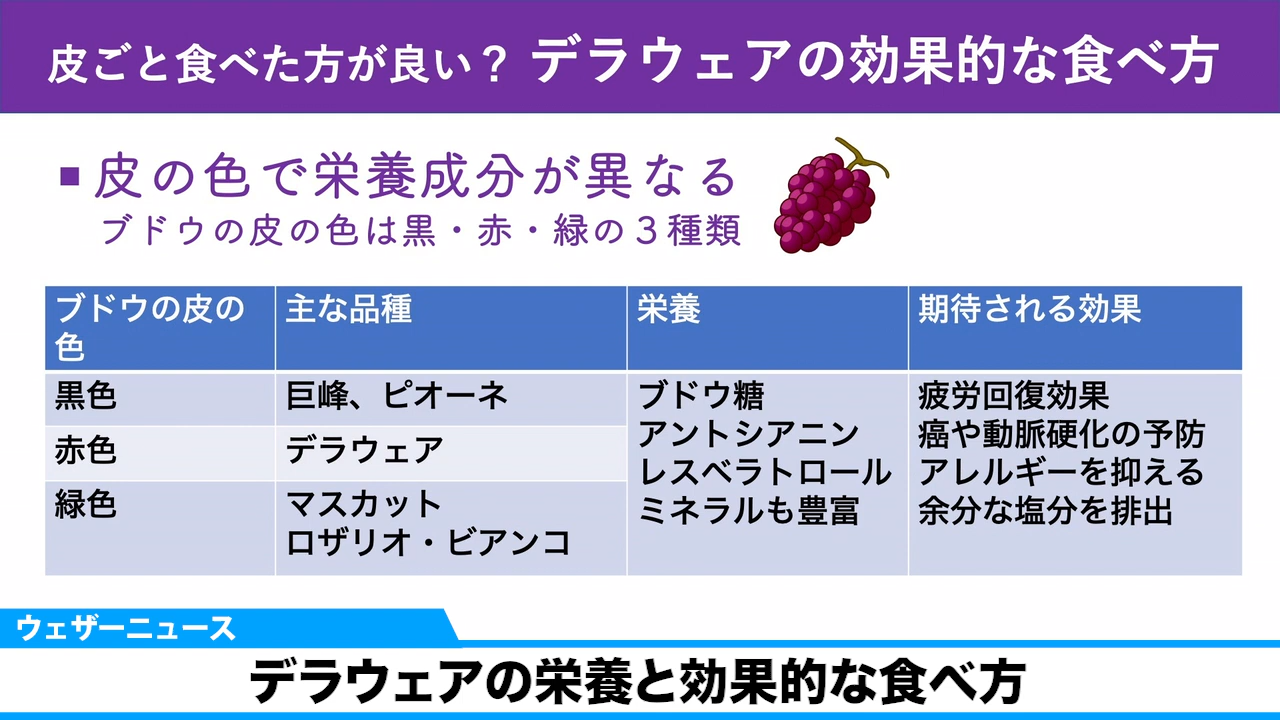 皮ごと食べた方が良い？ デラウェアの効果的な食べ方
■皮の色で栄養成分が異なる
ブドウの皮の色は黒・赤・緑の３種類
ブドウの皮の
色
主な品種
栄養
期待される効果
黒色
巨峰、ピオーネ
赤色
デラウェア
緑色
マスカット
ロザリオ・ビアンコ
ブドウ糖
アントシアニン
レスベラトロール
ミネラルも豊富
疲労回復効果
癌や動脈硬化の予防
アレルギーを抑える
余分な塩分を排出
ウェザーニュース
デラウェアの栄養と効果的な食べ方